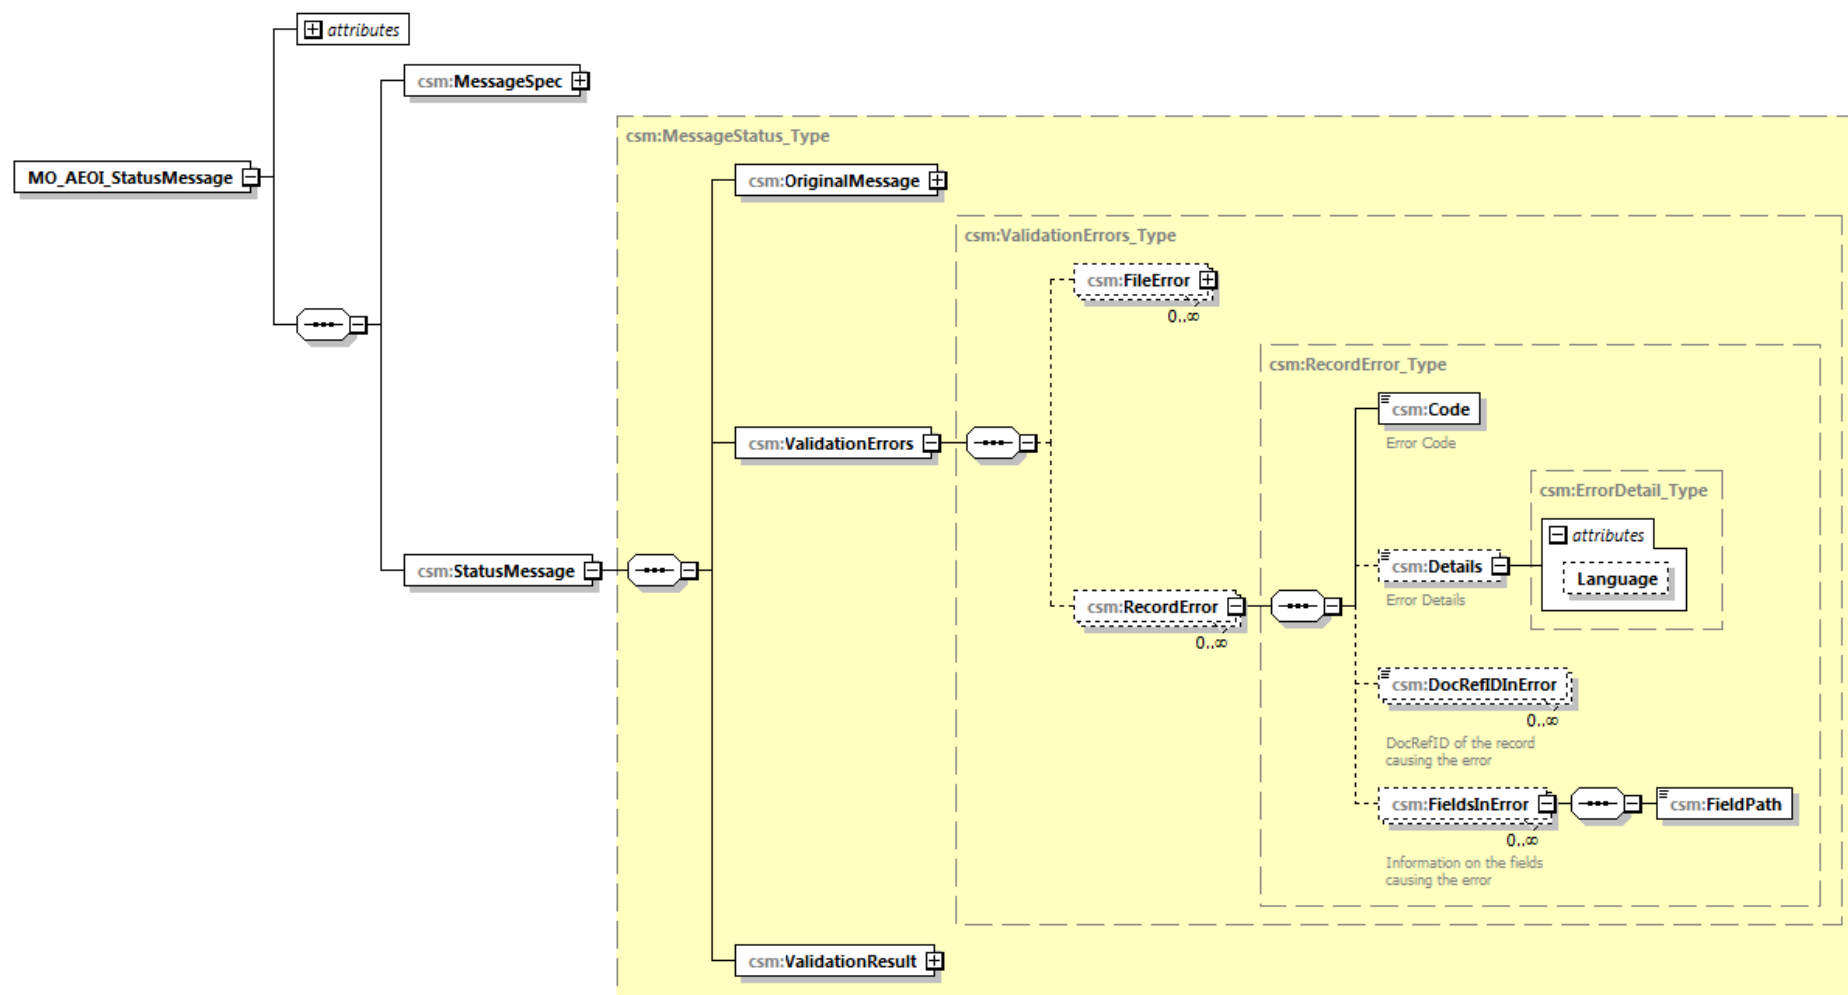 attributes
csm:MessageSpec
csm:MessageStatus_Type
MO_AEOI_StatusMessage
csm:OriginalMessage
csm:ValidationErrors_Type
csm:FileError
0..∞
csm:RecordError_Type
csm:Code
Error Code
csm:ValidationErrors
csm:ErrorDetail_Type
attributes
csm:Details
Language
Error Details
csm:StatusMessage
csm:RecordError
0..∞
csm:DocRefIDInError
0..∞
DocRefID of the record
causing the error
csm:FieldsInError
csm:FieldPath
0..∞
Information on the fields
causing the error
csm:ValidationResult